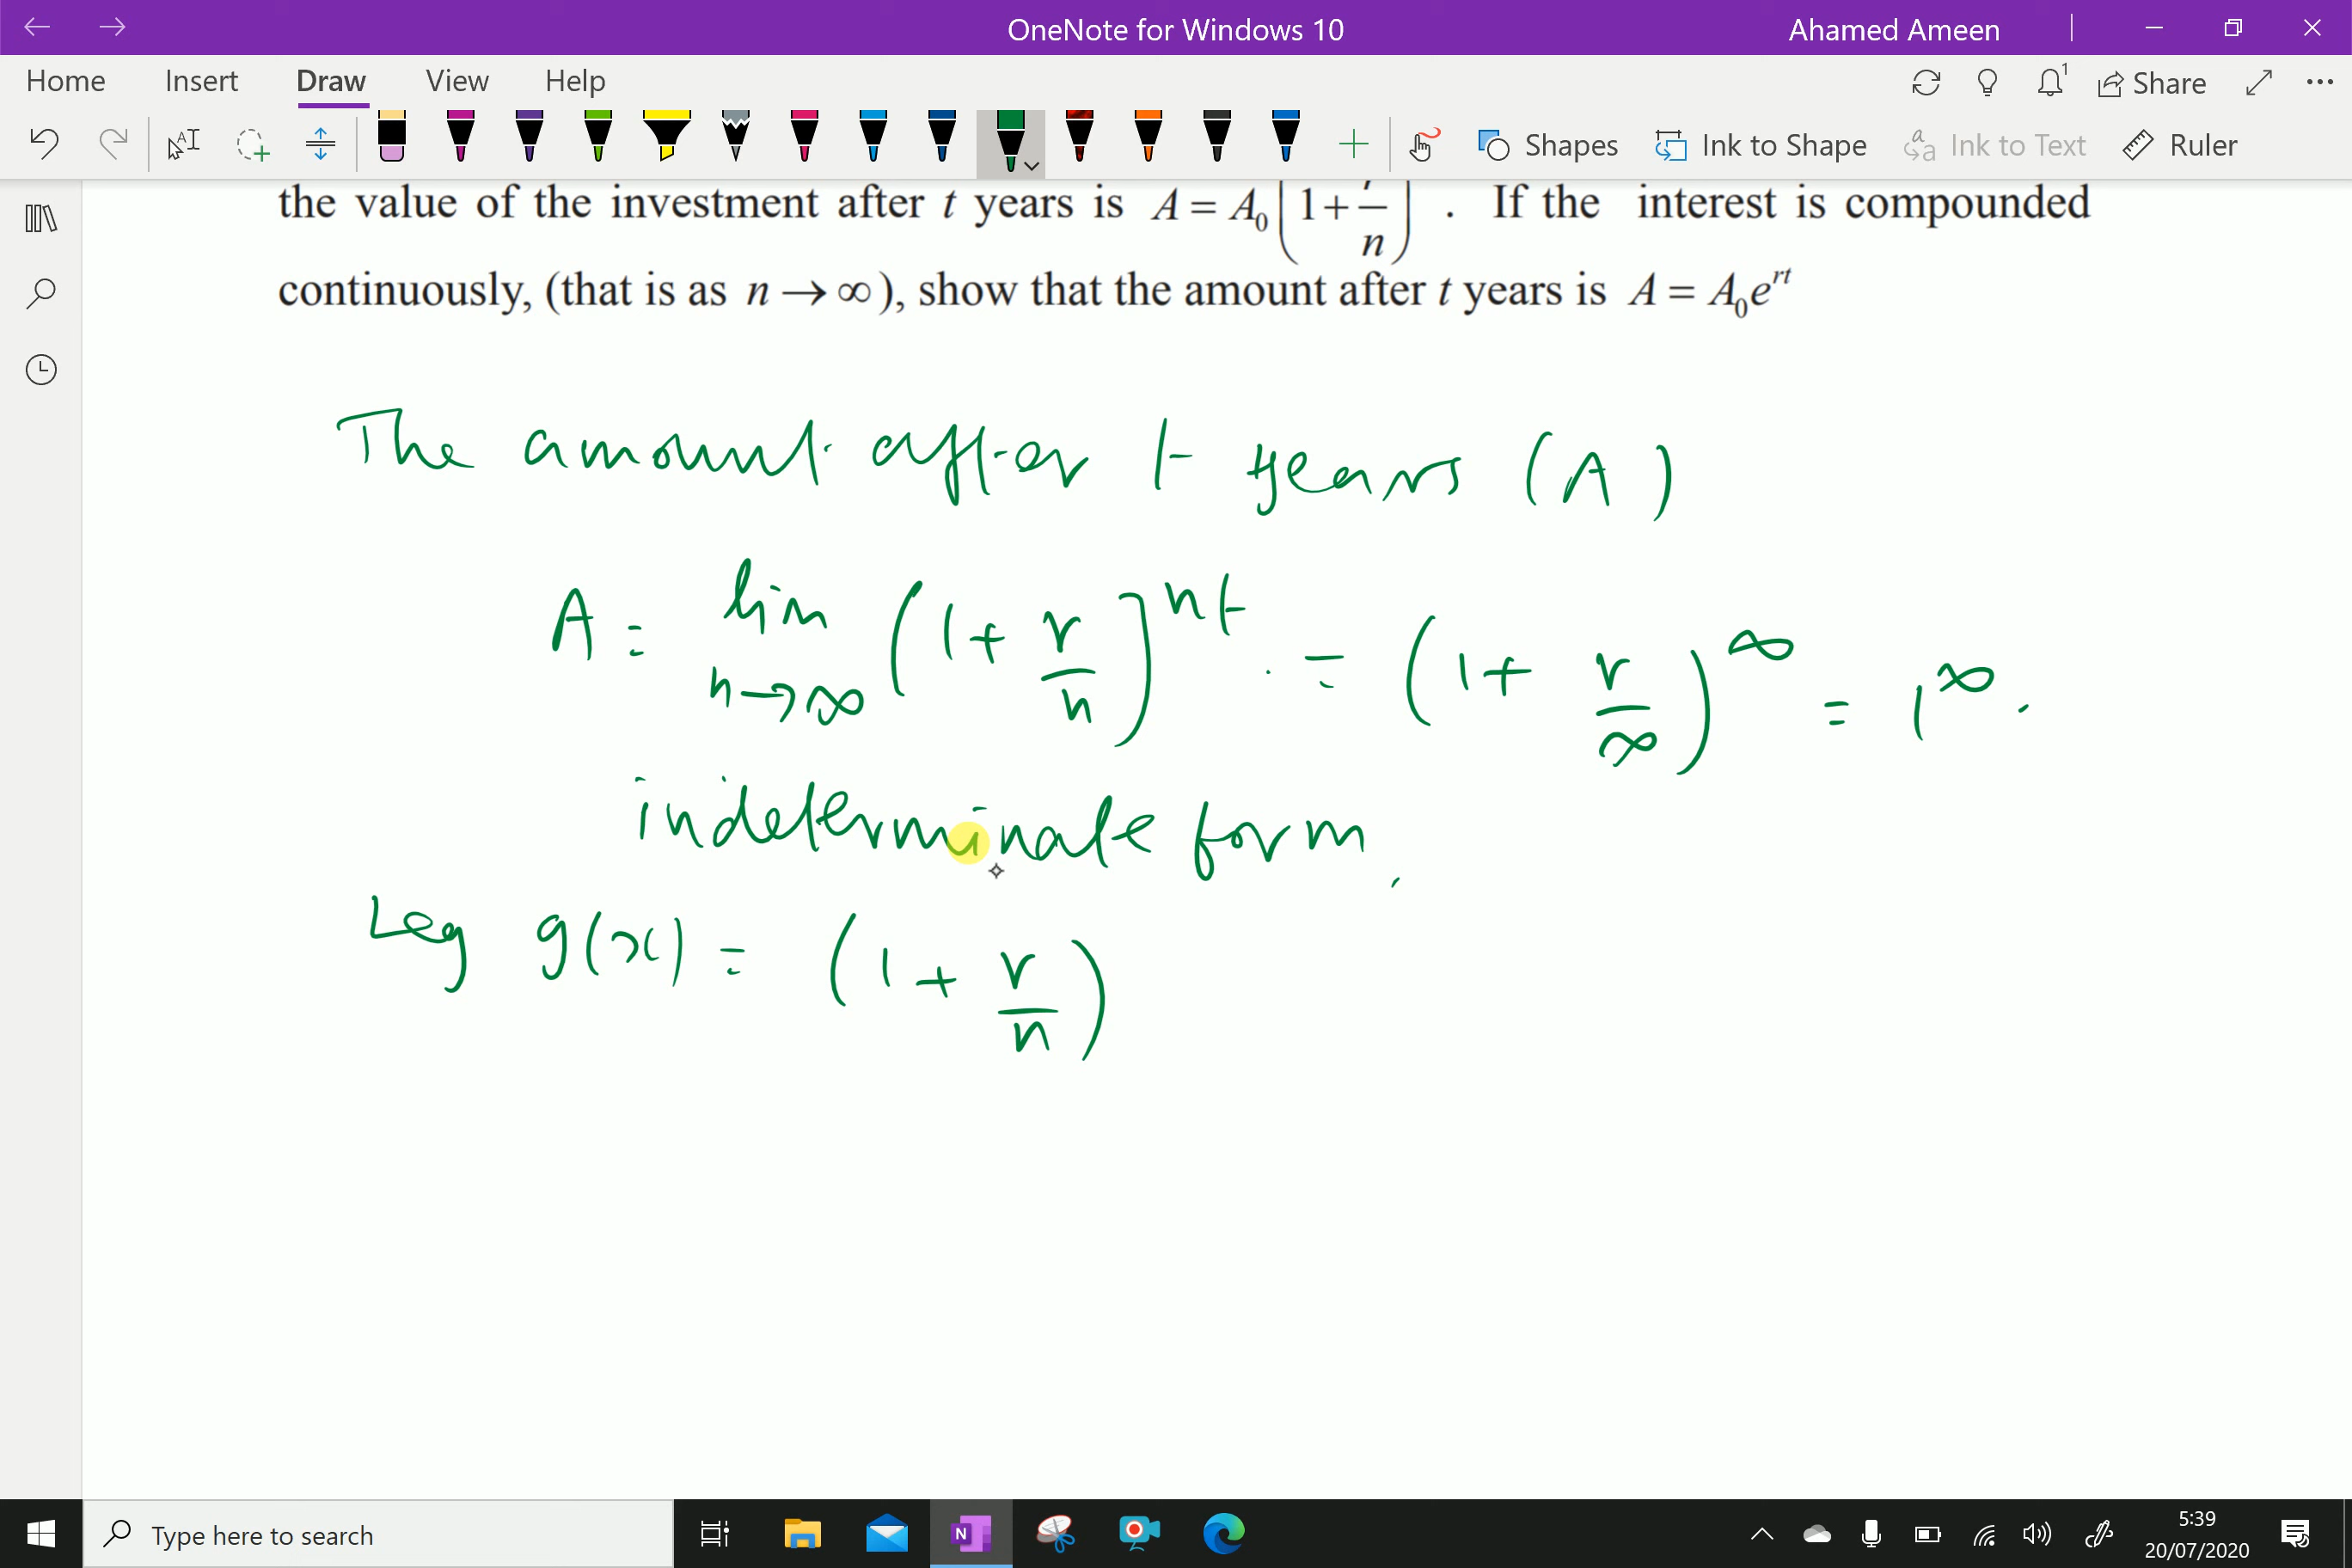 OneNote for Windows 10 Ahamed Ameen
Home Insert Draw View Help 1 Share
Shapes Ink to Shape Ink to Text Ruler
the value of the investment after t years is A = A₀(1 + r/n) . If the interest is compounded
continuously, (that is as n → ∞), show that the amount after t years is A = A₀e^{rt}
The amount after t years (A)
A = lim_{n→∞} (1 + r/n)^{nt} . = (1 + r/∞)^∞ = 1^∞ .
indeterminate form.
Leg g(x) = (1 + r/n)
Type here to search
5:39
20/07/2020